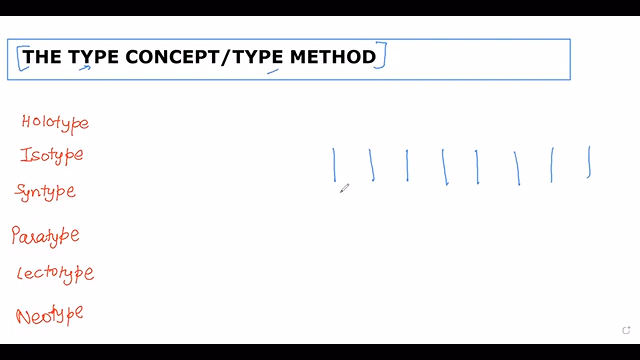 THE TYPE CONCEPT/TYPE METHOD
Holotype
Isotype
Syntype
Paratype
Lectotype
Neotype